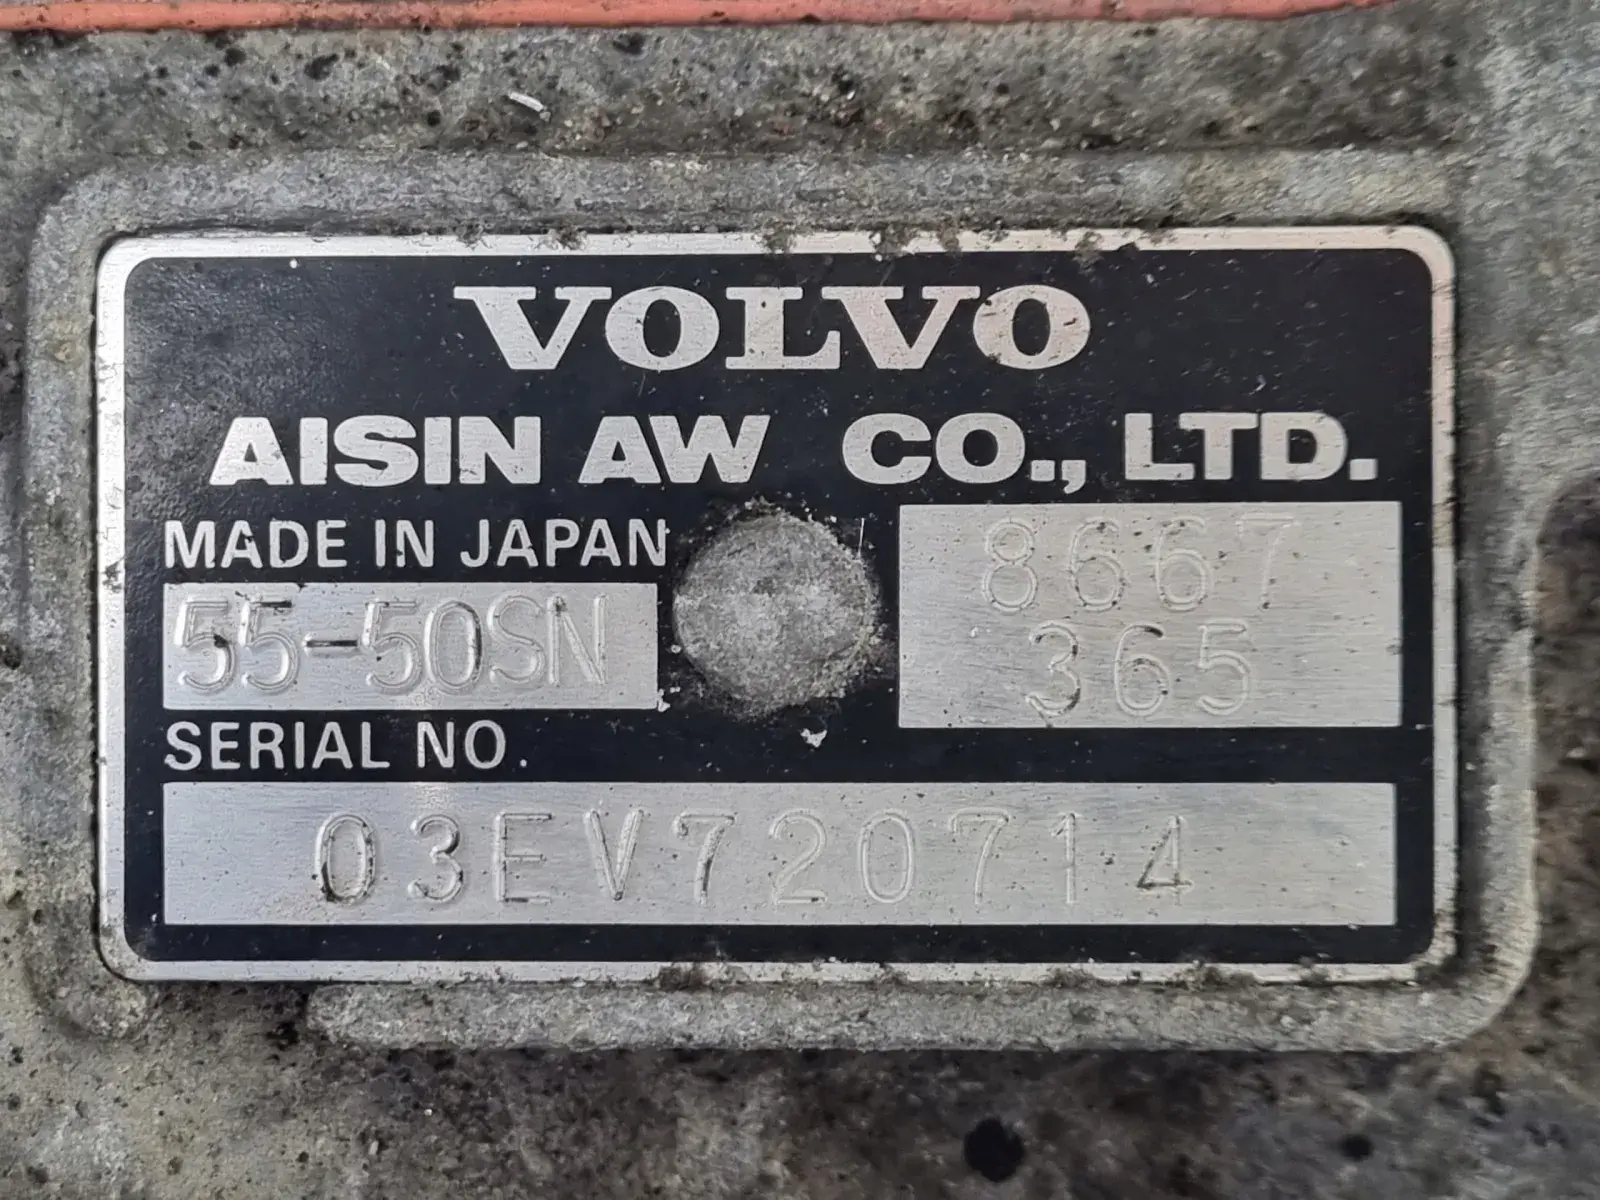 VOLVO
AISIN AW CO., LTD.
MADE IN JAPAN
55-50SN
8667
365
SERIAL NO.
03EV720714